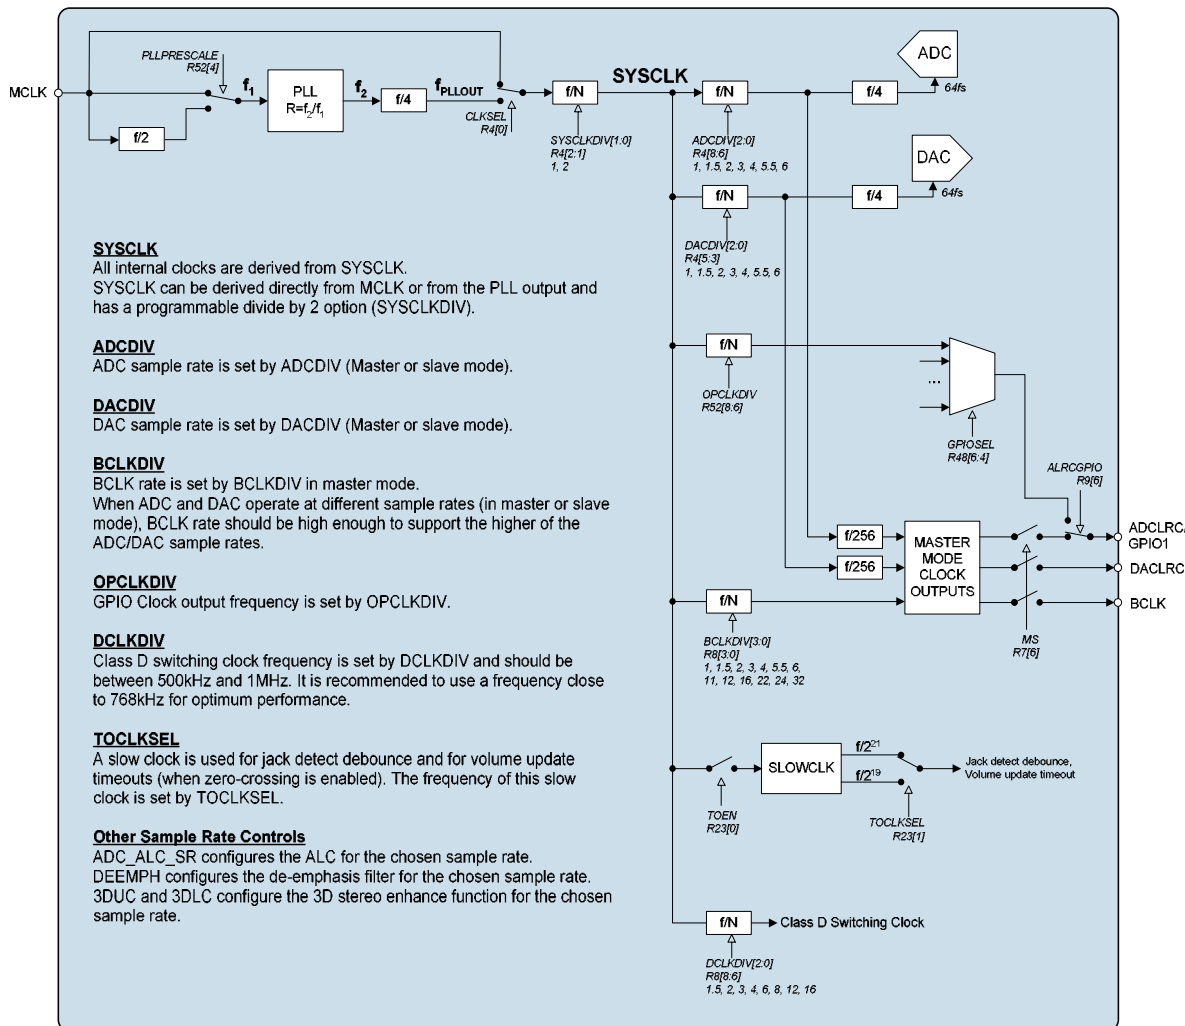 PLLPRESCALE
R52[4]
MCLK
f1
PLL
R=f2/f1
f2
f/4
fPLLOUT
f/2
CLKSEL
R4[0]
f/N
SYSCLKDIV[1:0]
R4[2:1]
1, 2
SYSCLK
f/N
ADCDIV[2:0]
R4[8:6]
1, 1.5, 2, 3, 4, 5.5, 6
f/4
ADC
64fs
DAC
f/N
f/4
64fs
DACDIV[2:0]
R4[5:3]
1, 1.5, 2, 3, 4, 5.5, 6
SYSCLK
All internal clocks are derived from SYSCLK.
SYSCLK can be derived directly from MCLK or from the PLL output and
has a programmable divide by 2 option (SYSCLKDIV).
ADCDIV
ADC sample rate is set by ADCDIV (Master or slave mode).
DACDIV
DAC sample rate is set by DACDIV (Master or slave mode).
BCLKDIV
BCLK rate is set by BCLKDIV in master mode.
When ADC and DAC operate at different sample rates (in master or slave
mode), BCLK rate should be high enough to support the higher of the
ADC/DAC sample rates.
OPCLKDIV
GPIO Clock output frequency is set by OPCLKDIV.
DCLKDIV
Class D switching clock frequency is set by DCLKDIV and should be
between 500kHz and 1MHz. It is recommended to use a frequency close
to 768kHz for optimum performance.
TOCLKSEL
A slow clock is used for jack detect debounce and for volume update
timeouts (when zero-crossing is enabled). The frequency of this slow
clock is set by TOCLKSEL.
Other Sample Rate Controls
ADC_ALC_SR configures the ALC for the chosen sample rate.
DEEMPH configures the de-emphasis filter for the chosen sample rate.
3DUC and 3DLC configure the 3D stereo enhance function for the chosen
sample rate.
f/N
OPCLKDIV
R52[8:6]
...
GPIOSEL
R48[6:4]
ALRCGPIO
R9[6]
f/256
f/256
MASTER
MODE
CLOCK
OUTPUTS
ADCLRC/
GPIO1
DACLRC
BCLK
MS
R7[6]
f/N
BCLKDIV[3:0]
R8[3:0]
1, 1.5, 2, 3, 4, 5.5, 6,
11, 12, 16, 22, 24, 32
TOEN
R23[0]
SLOWCLK
f/2^21
f/2^19
TOCLKSEL
R23[1]
Jack detect debounce,
Volume update timeout
f/N
Class D Switching Clock
DCLKDIV[2:0]
R8[8:6]
1.5, 2, 3, 4, 6, 8, 12, 16